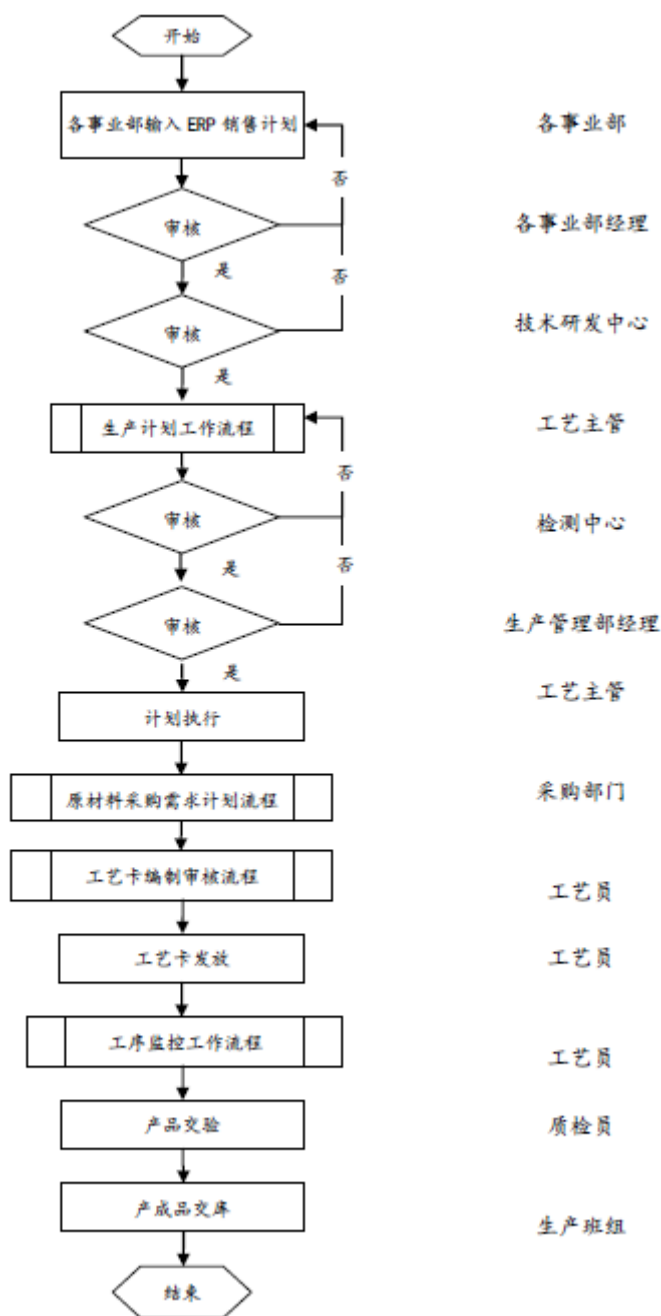 开始
各事业部输入 ERP 销售计划
各事业部
否
审核
各事业部经理
是
否
审核
技术研发中心
是
生产计划工作流程
工艺主管
否
审核
检测中心
是
否
审核
生产管理部经理
是
工艺主管
计划执行
原材料采购需求计划流程
采购部门
工艺卡编制审核流程
工艺员
工艺卡发放
工艺员
工序监控工作流程
工艺员
产品交验
质检员
产成品交库
生产班组
结束